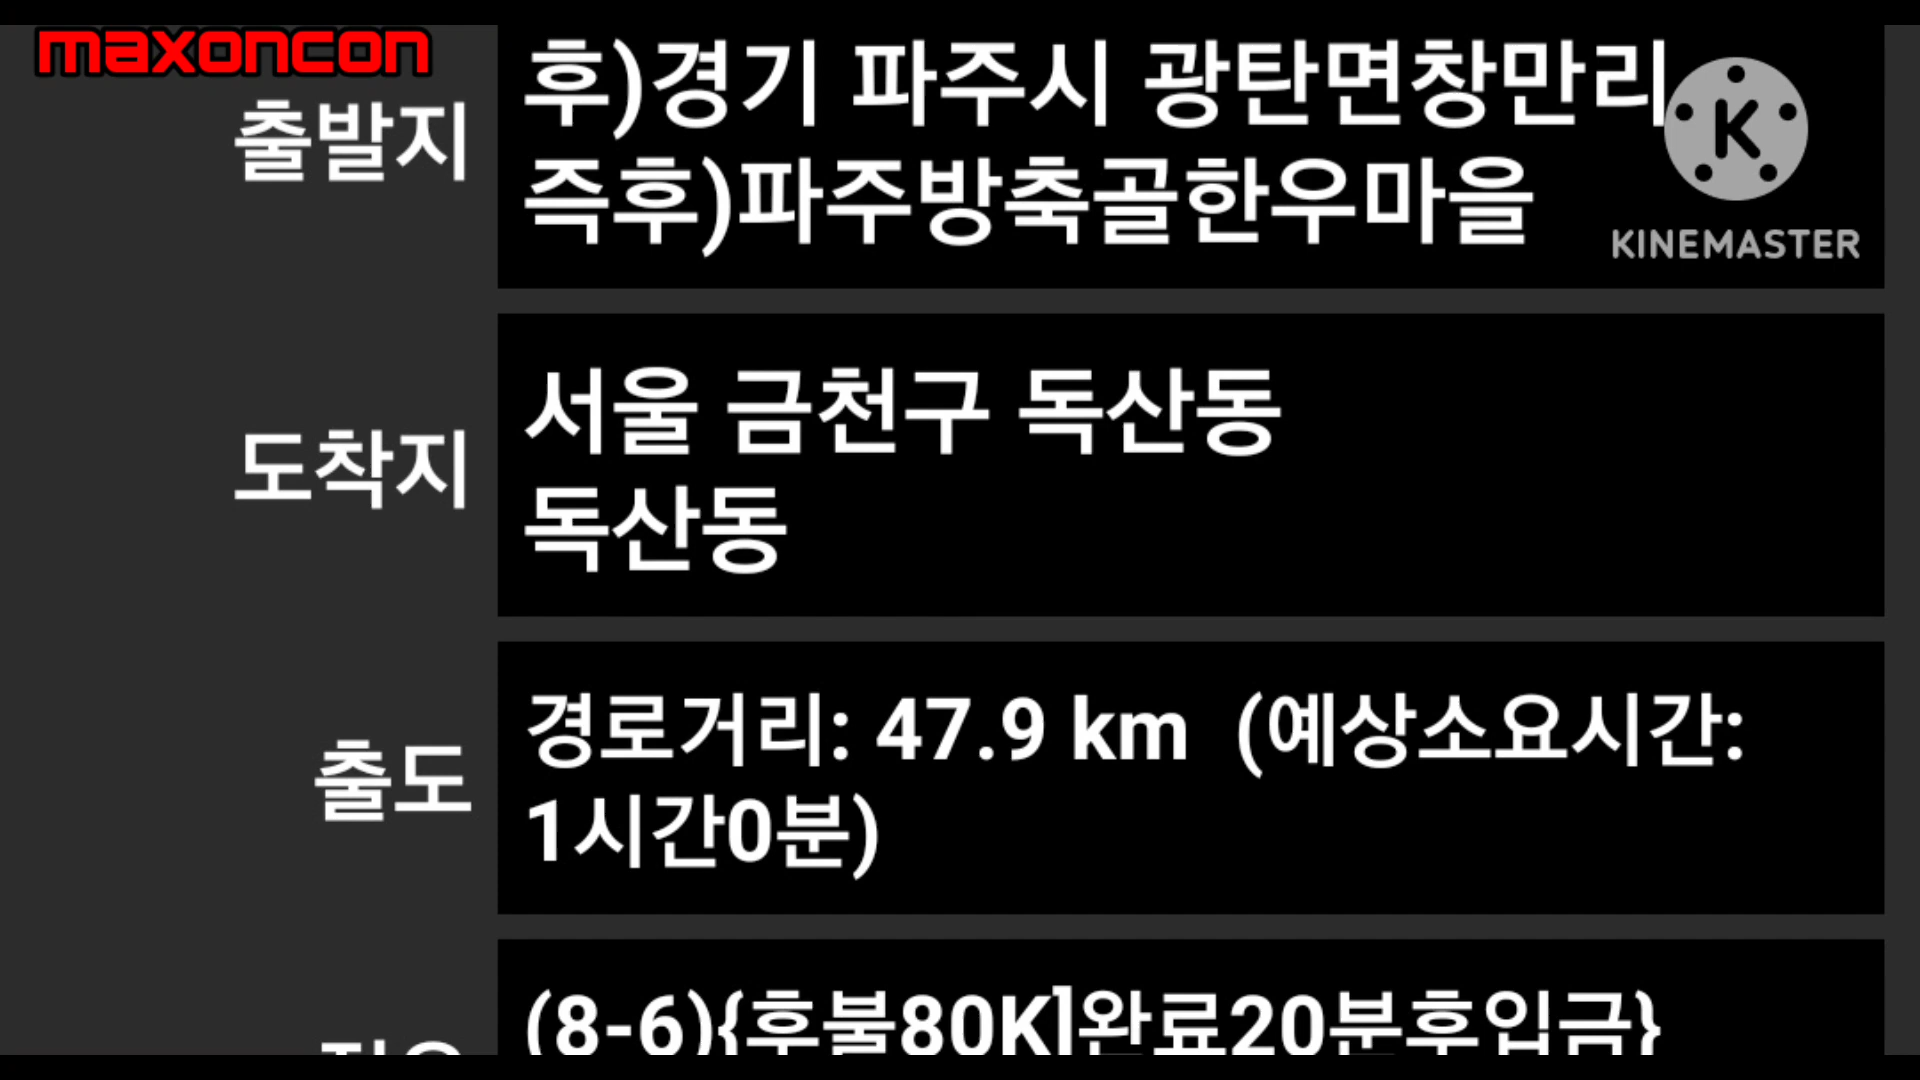 maxoncon
출발지
후)경기 파주시 광탄면창만리
즉후)파주방축골한우마을
KINEMASTER
도착지
서울 금천구 독산동
독산동
출도
경로거리: 47.9 km (예상소요시간:
1시간0분)
(8-6){후불80K]완료20분후입금}